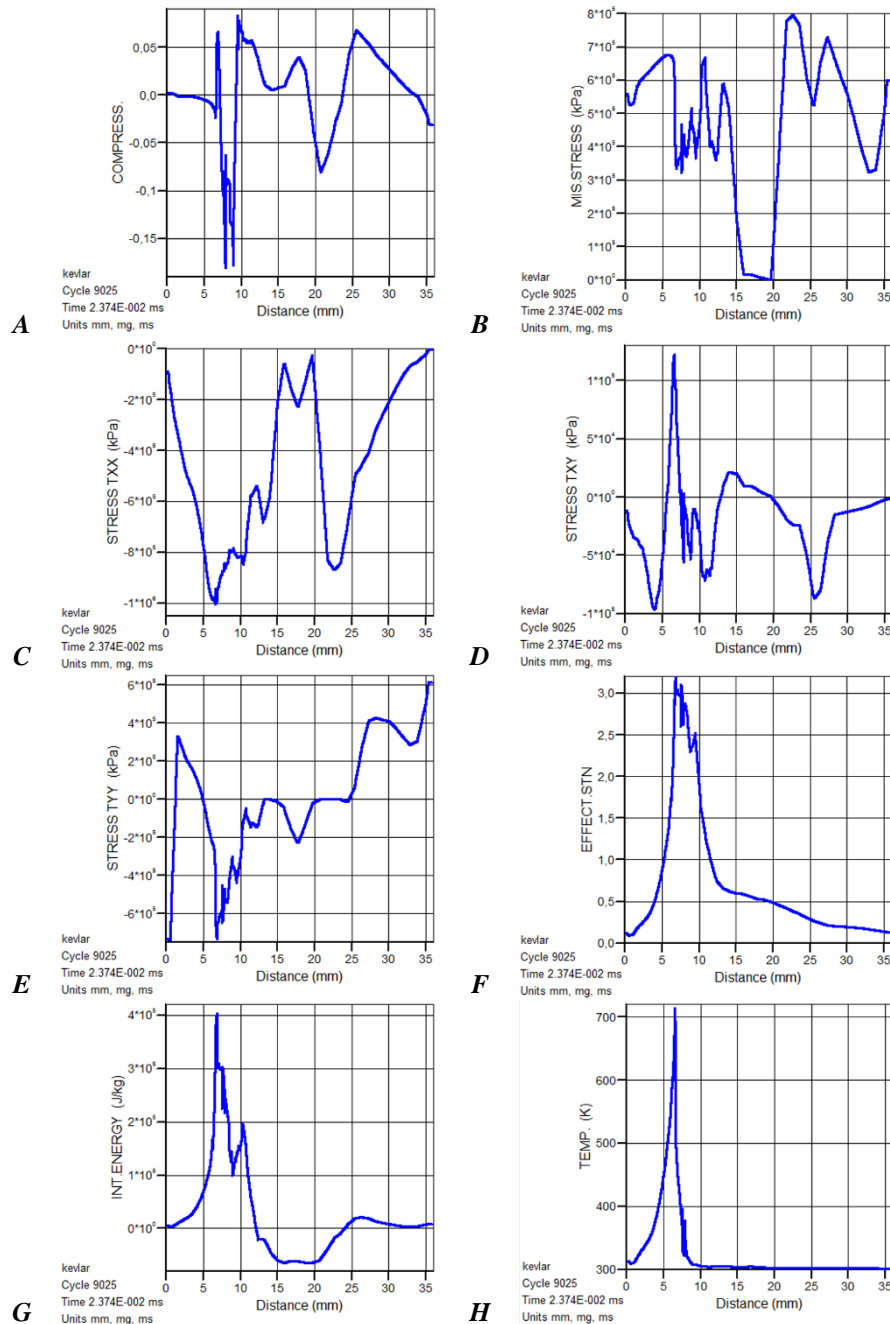 0,05
0,0
-0,05
-0,1
-0,15
COMPRESS.
kevlar
Cycle 9025
Time 2.374E-002 ms
Units mm, mg, ms
0 5 10 15 20 25 30 35
Distance (mm)
A
8*10⁵
7*10⁵
6*10⁵
5*10⁵
4*10⁵
3*10⁵
2*10⁵
1*10⁵
0*10⁰
MIS.STRESS (kPa)
kevlar
Cycle 9025
Time 2.374E-002 ms
Units mm, mg, ms
0 5 10 15 20 25 30 35
Distance (mm)
B
0*10⁰
-2*10⁵
-4*10⁵
-6*10⁵
-8*10⁵
-1*10⁶
STRESS TXX (kPa)
kevlar
Cycle 9025
Time 2.374E-002 ms
Units mm, mg, ms
0 5 10 15 20 25 30 35
Distance (mm)
C
1*10⁵
5*10⁴
0*10⁰
-5*10⁴
-1*10⁵
STRESS TXY (kPa)
kevlar
Cycle 9025
Time 2.374E-002 ms
Units mm, mg, ms
0 5 10 15 20 25 30 35
Distance (mm)
D
6*10⁵
4*10⁵
2*10⁵
0*10⁰
-2*10⁵
-4*10⁵
-6*10⁵
STRESS TYY (kPa)
kevlar
Cycle 9025
Time 2.374E-002 ms
Units mm, mg, ms
0 5 10 15 20 25 30 35
Distance (mm)
E
3.0
2.5
2.0
1.5
1.0
0.5
0,0
EFFECT.STN
kevlar
Cycle 9025
Time 2.374E-002 ms
Units mm, mg, ms
0 5 10 15 20 25 30 35
Distance (mm)
F
4*10⁵
3*10⁵
2*10⁵
1*10⁵
0*10⁰
INT.ENERGY (J/kg)
kevlar
Cycle 9025
Time 2.374E-002 ms
Units mm, mg, ms
0 5 10 15 20 25 30 35
Distance (mm)
G
700
600
500
400
300
TEMP. (K)
kevlar
Cycle 9025
Time 2.374E-002 ms
Units mm, mg, ms
0 5 10 15 20 25 30 35
Distance (mm)
H